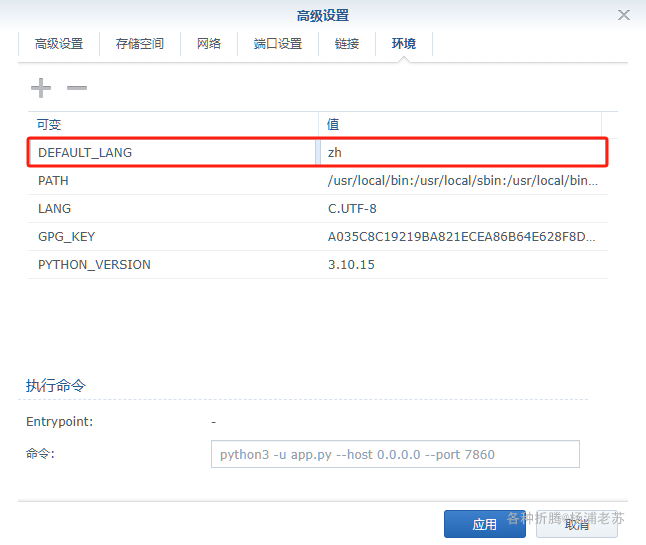 高级设置
高级设置 存储空间 网络 端口设置 链接 环境
可变 值
DEFAULT_LANG zh
PATH /usr/local/bin:/usr/local/sbin:/usr/local/bin...
LANG C.UTF-8
GPG_KEY A035C8C19219BA821ECEA86B64E628F8D...
PYTHON_VERSION 3.10.15
执行命令
Entrypoint: -
命令: python3 -u app.py --host 0.0.0.0 --port 7860
应用 取消
各种折腾@杨浦老苏